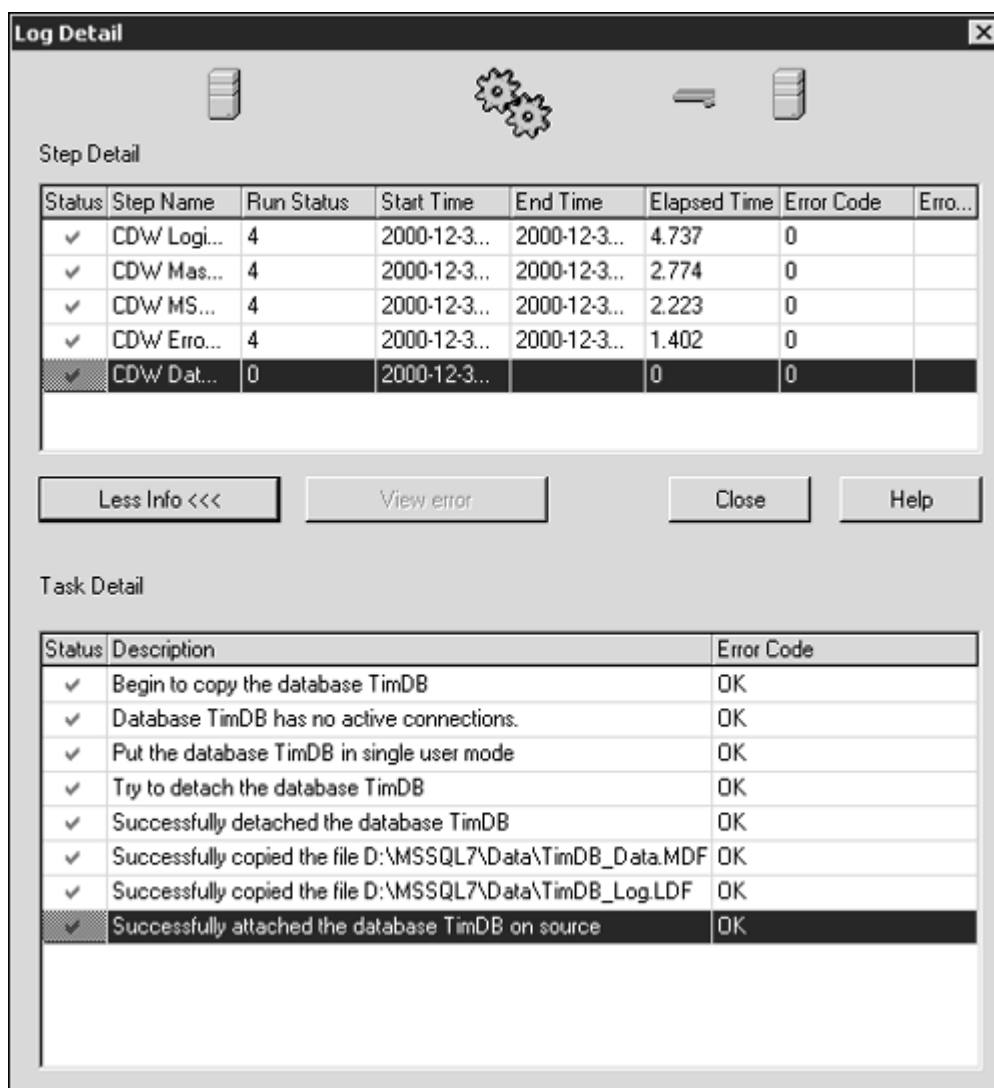 Log Detail
Step Detail
Status Step Name Run Status Start Time End Time Elapsed Time Error Code Erro...
CDW Logi... 4 2000-12-3... 2000-12-3... 4.737 0
CDW Mas... 4 2000-12-3... 2000-12-3... 2.774 0
CDW MS... 4 2000-12-3... 2000-12-3... 2.223 0
CDW Erro... 4 2000-12-3... 2000-12-3... 1.402 0
CDW Dat... 0 2000-12-3... 0 0
Less Info <<< View error Close Help
Task Detail
Status Description Error Code
Begin to copy the database TimDB OK
Database TimDB has no active connections. OK
Put the database TimDB in single user mode OK
Try to detach the database TimDB OK
Successfully detached the database TimDB OK
Successfully copied the file D:\MSSQL7\Data\TimDB_Data.MDF OK
Successfully copied the file D:\MSSQL7\Data\TimDB_Log.LDF OK
Successfully attached the database TimDB on source OK